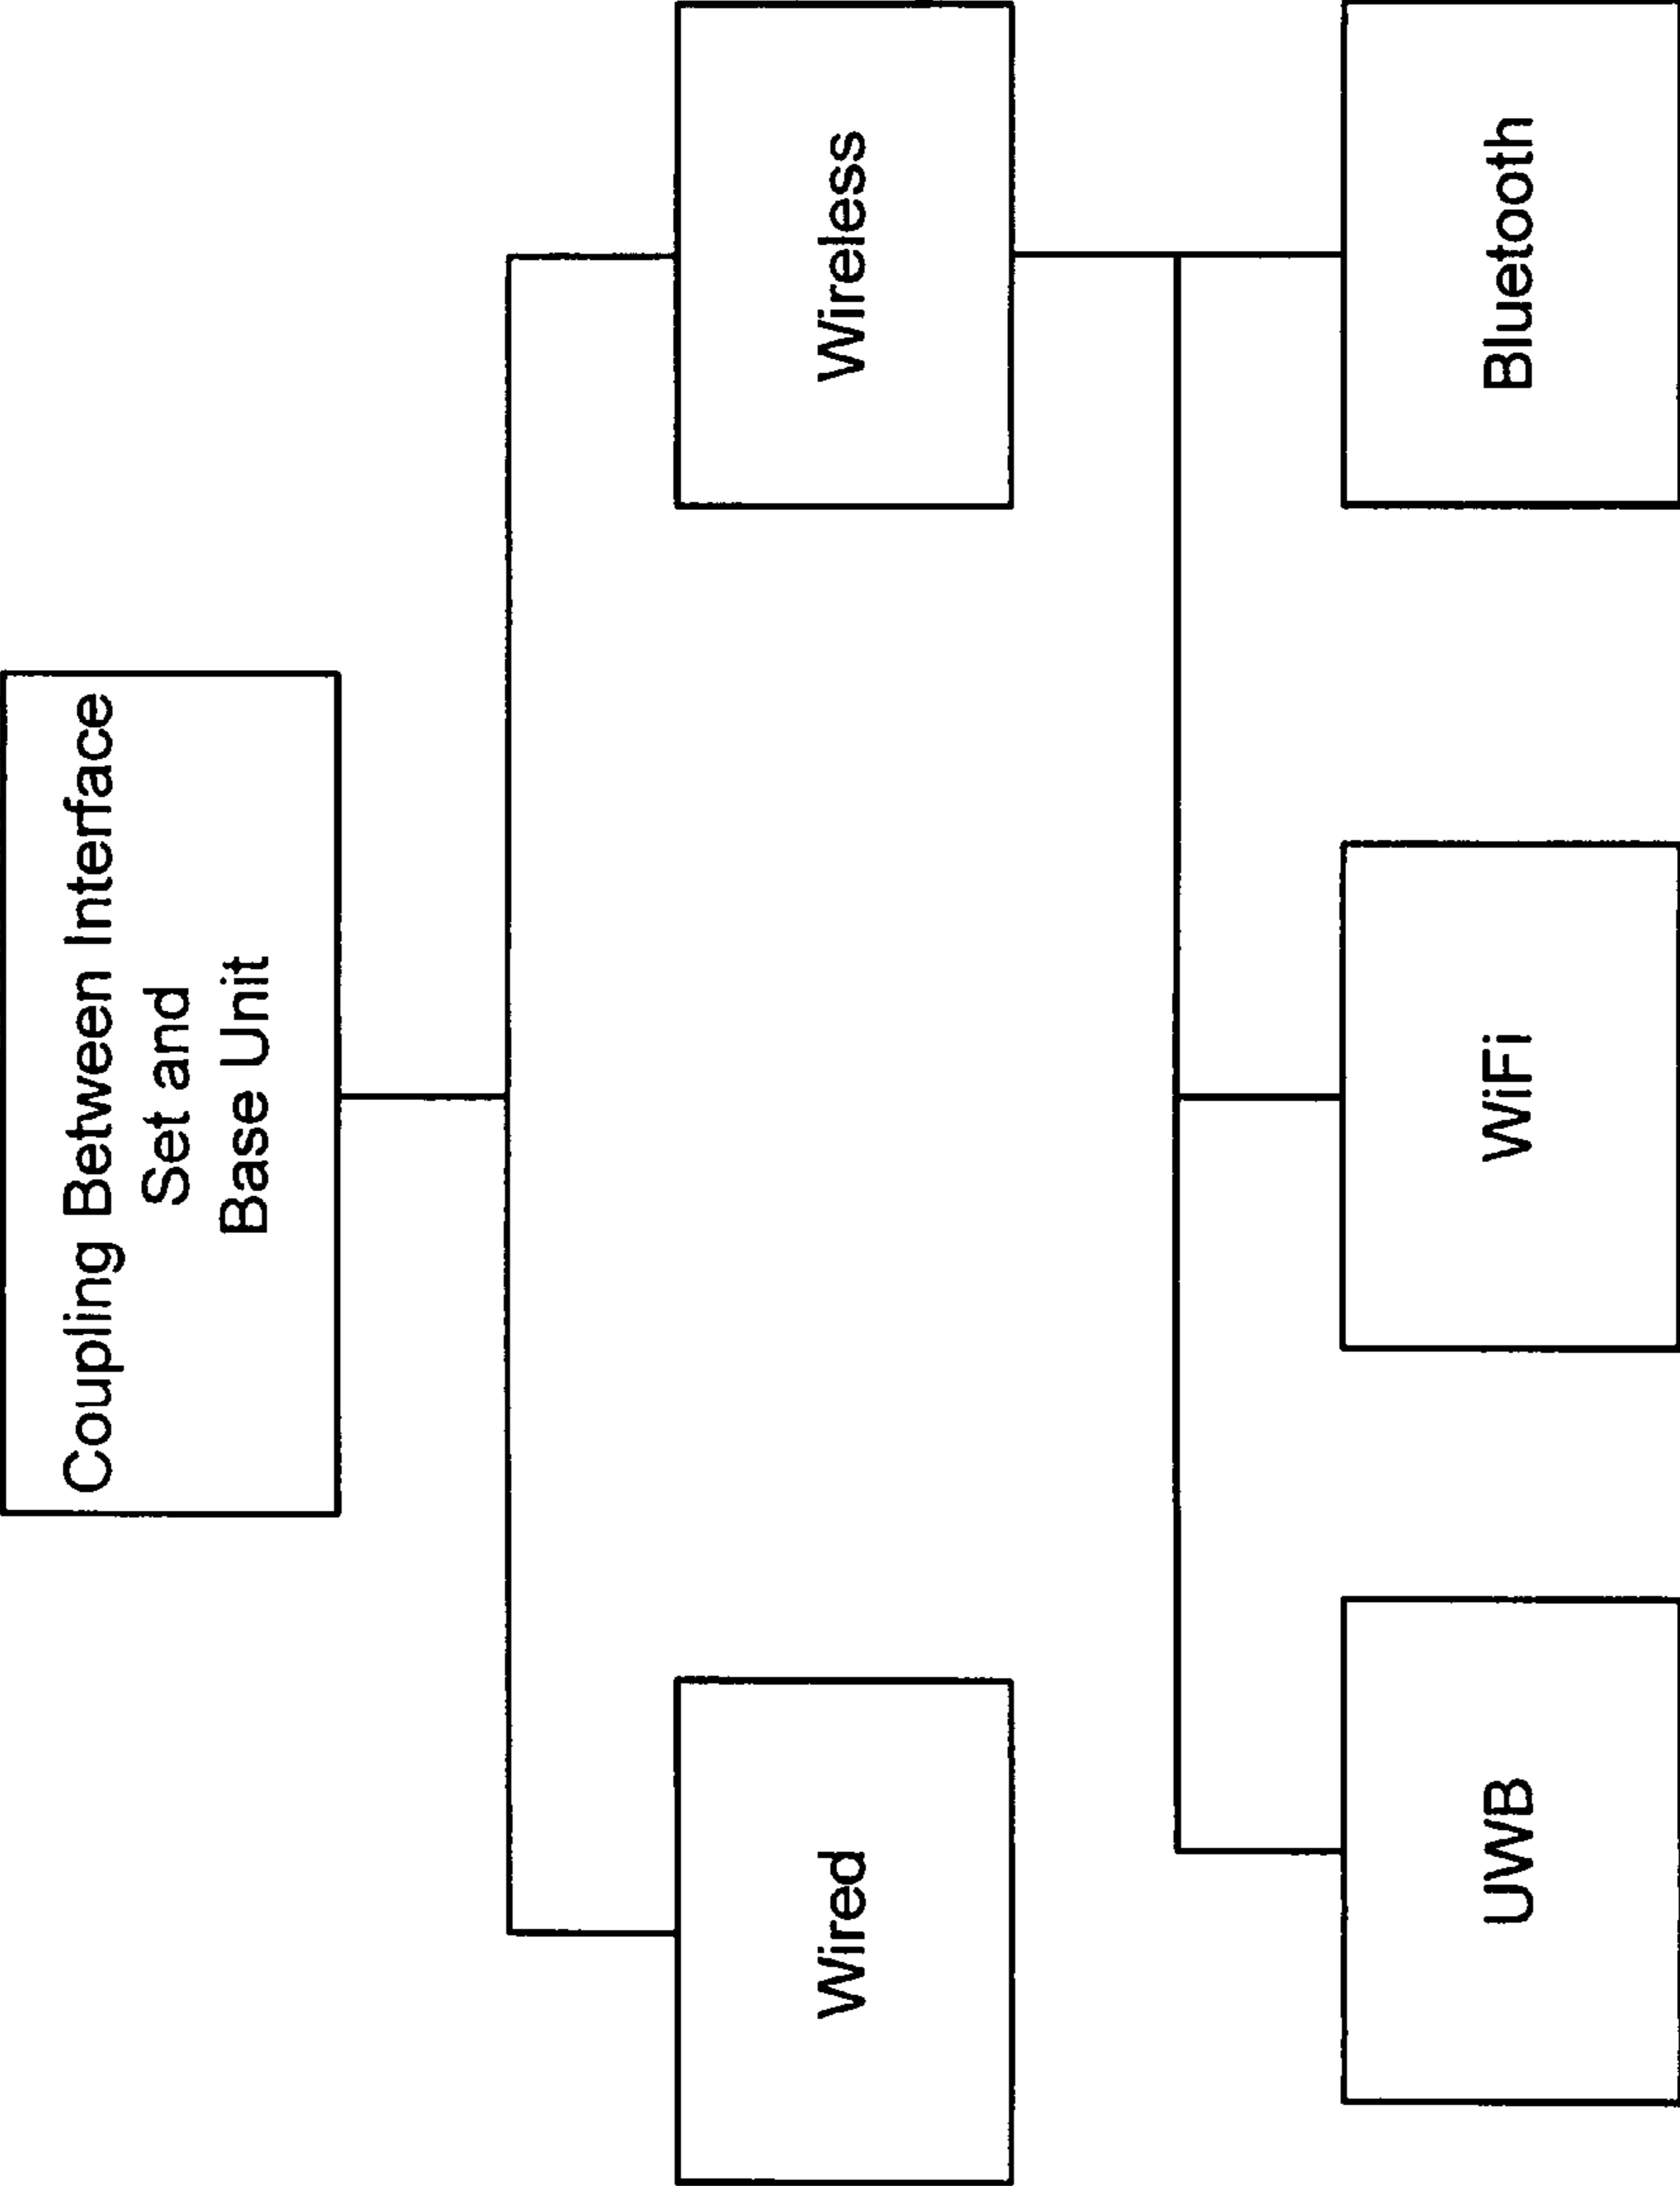 Coupling Between Interface
Set and
Base Unit
Wired
Wireless
UWB
WiFi
Bluetooth